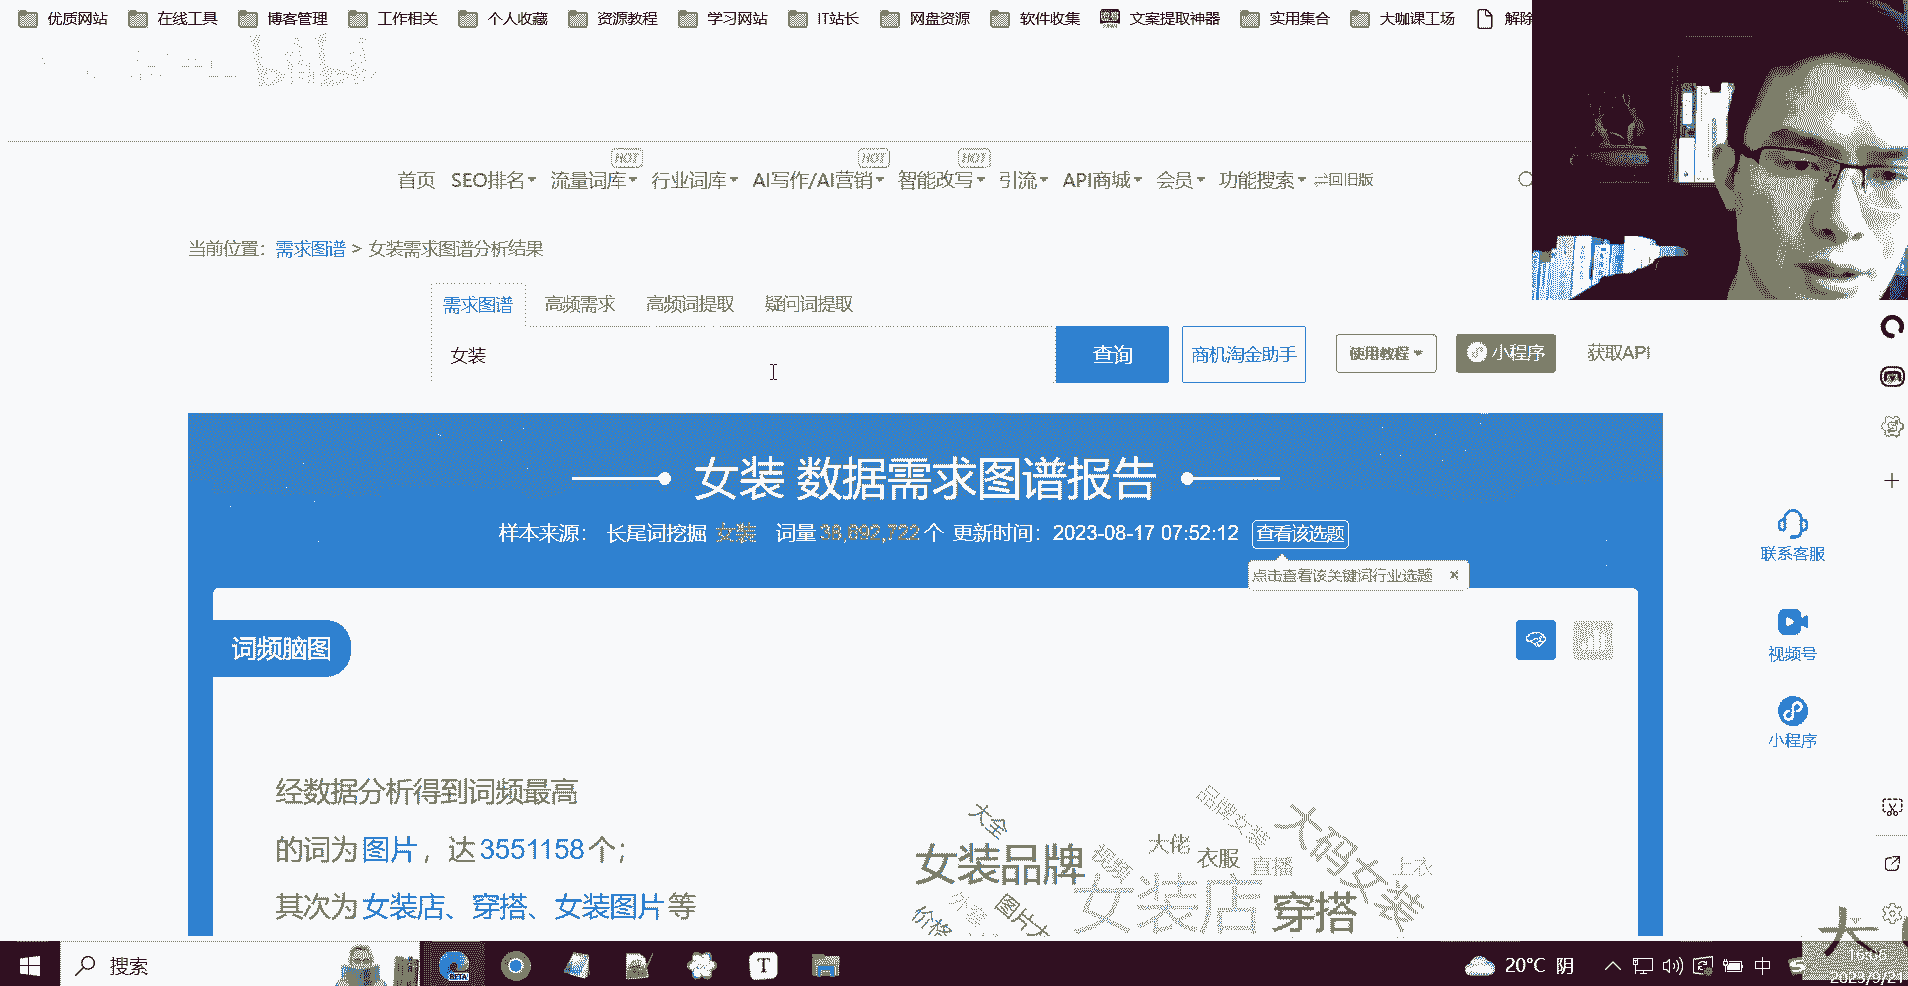 优质网站 在线工具 博客管理 工作相关 个人收藏 资源教程 学习网站 IT站长 网盘资源 软件收集 文案提取神器 实用集合 大咖课工场 解除
bilibili
HOT HOT HOT
首页 SEO排名 流量词库 行业词库 AI写作/AI营销 智能改写 引流 API商城 会员 功能搜索 回旧版
当前位置：需求图谱 > 女装需求图谱分析结果
需求图谱 高频需求 高频词提取 疑问词提取
女装 查询 商机淘金助手 使用教程 小程序 获取API
女装 数据需求图谱报告
样本来源： 长尾词挖掘 女装 词量 38,892,722 个 更新时间：2023-08-17 07:52:12 查看该选题
点击查看该关键词行业选题 ×
联系客服
词频脑图
视频号
小程序
经数据分析得到词频最高
的词为 图片，达 3551158 个；
其次为 女装店、穿搭、女装图片 等
大全 品牌女装 大码女装
女装品牌 视频 大佬 衣服 直播 上衣
价格 图片大 女装店 穿搭
大
搜索 BETA T 20°C 阴 中 16:06
2023/9/21